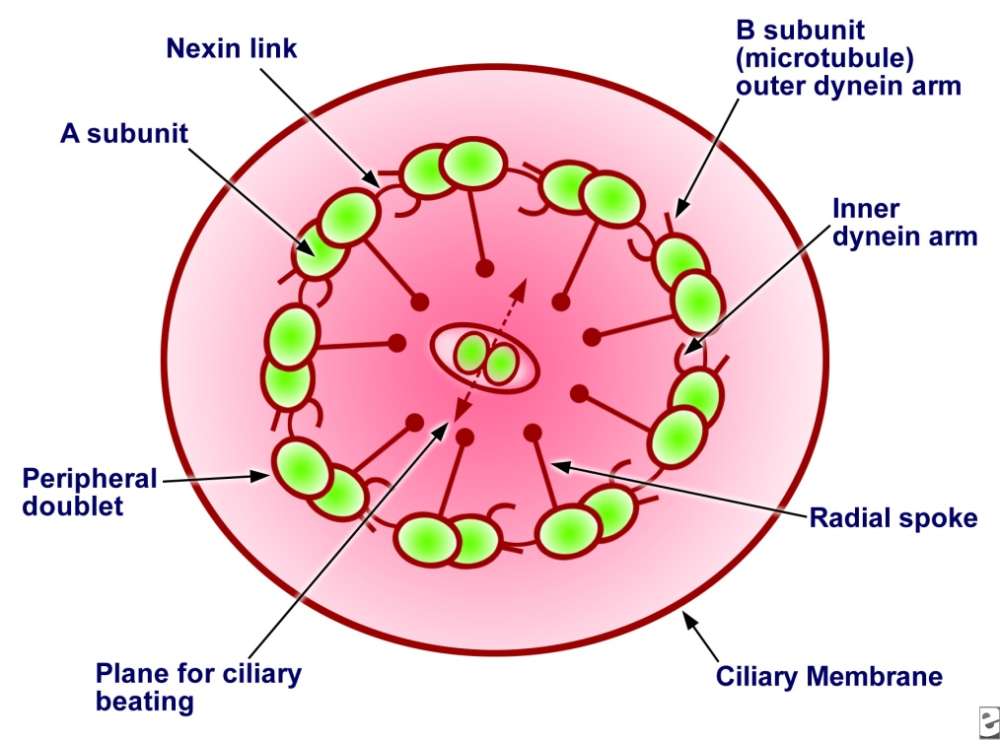 Nexin link
B subunit
(microtubule)
outer dynein arm
A subunit
Inner
dynein arm
Peripheral
doublet
Radial spoke
Plane for ciliary
beating
Ciliary Membrane
e